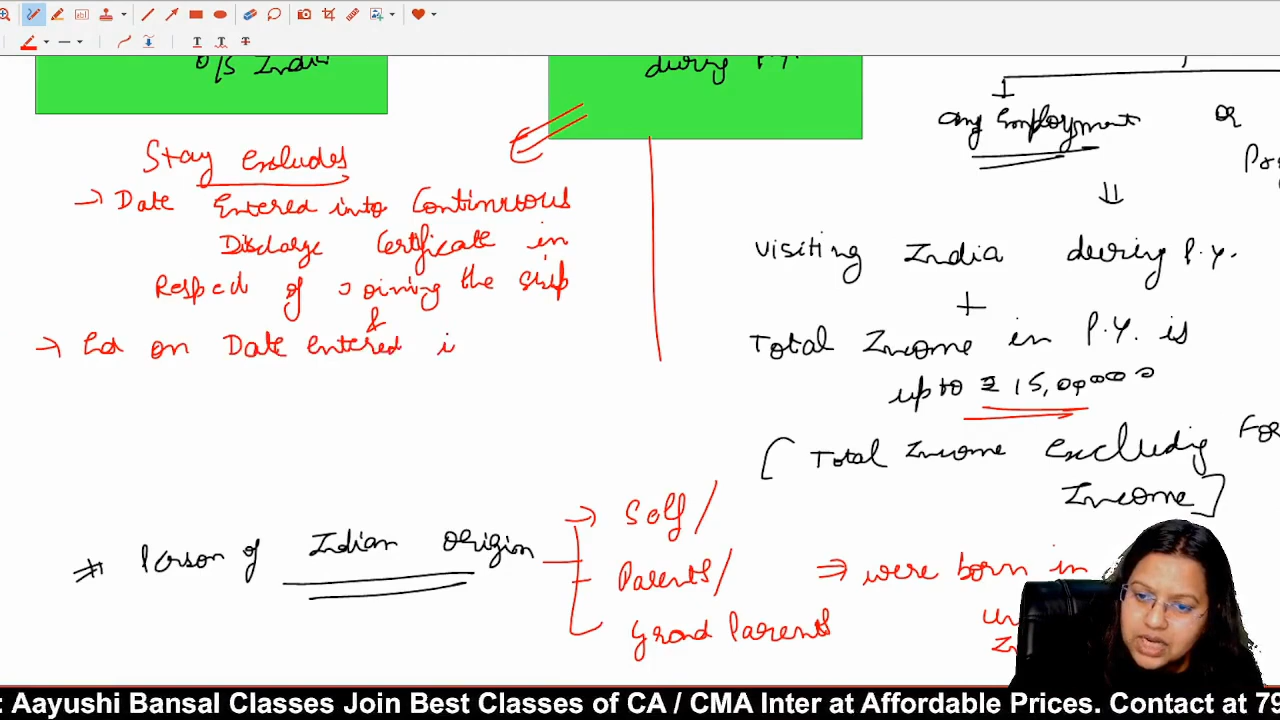 O/S India
during P.Y.
any Employment
OR
Stay excludes
→ Date Entered into Continuous
Discharge Certificate in
Respect of Joining the ship
&
→ End on Date entered i
visiting India during P.Y.
+
Total Income in P.Y. is
upto ₹ 15,00000
[ Total Income excluding For
Income ]
⇒ Person of Indian origin
→ Self/
Parents/
Grand Parents
⇒ were born in
: Aayushi Bansal Classes Join Best Classes of CA / CMA Inter at Affordable Prices. Contact at 79